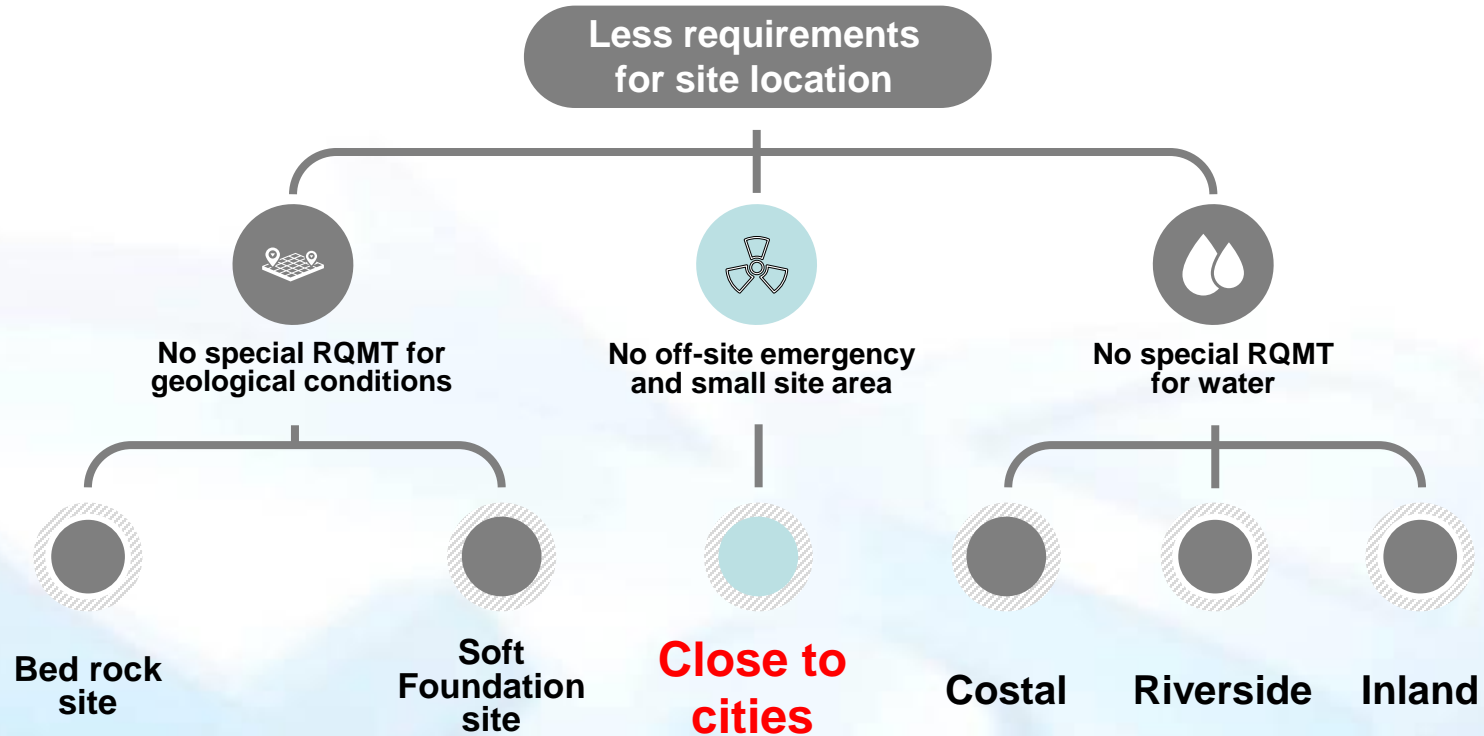 Less requirements
for site location
No special RQMT for
geological conditions
No off-site emergency
and small site area
No special RQMT
for water
Bed rock
site
Soft
Foundation
site
Close to
cities
Costal
Riverside
Inland